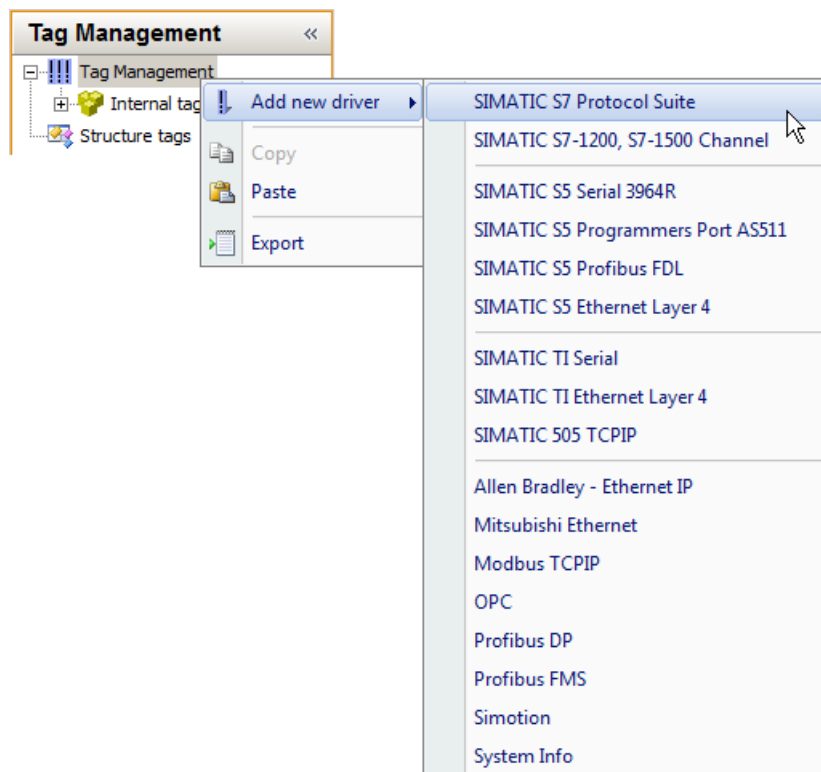 Tag Management «
Tag Management
Internal tag
Structure tags
Add new driver
Copy
Paste
Export
SIMATIC S7 Protocol Suite
SIMATIC S7-1200, S7-1500 Channel
SIMATIC S5 Serial 3964R
SIMATIC S5 Programmers Port AS511
SIMATIC S5 Profibus FDL
SIMATIC S5 Ethernet Layer 4
SIMATIC TI Serial
SIMATIC TI Ethernet Layer 4
SIMATIC 505 TCPIP
Allen Bradley - Ethernet IP
Mitsubishi Ethernet
Modbus TCPIP
OPC
Profibus DP
Profibus FMS
Simotion
System Info